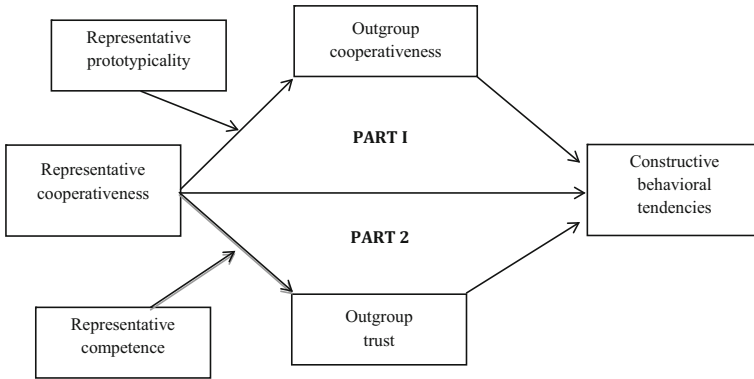 Representative
prototypicality
Outgroup
cooperativeness
PART I
Representative
cooperativeness
Constructive
behavioral
tendencies
PART 2
Representative
competence
Outgroup
trust